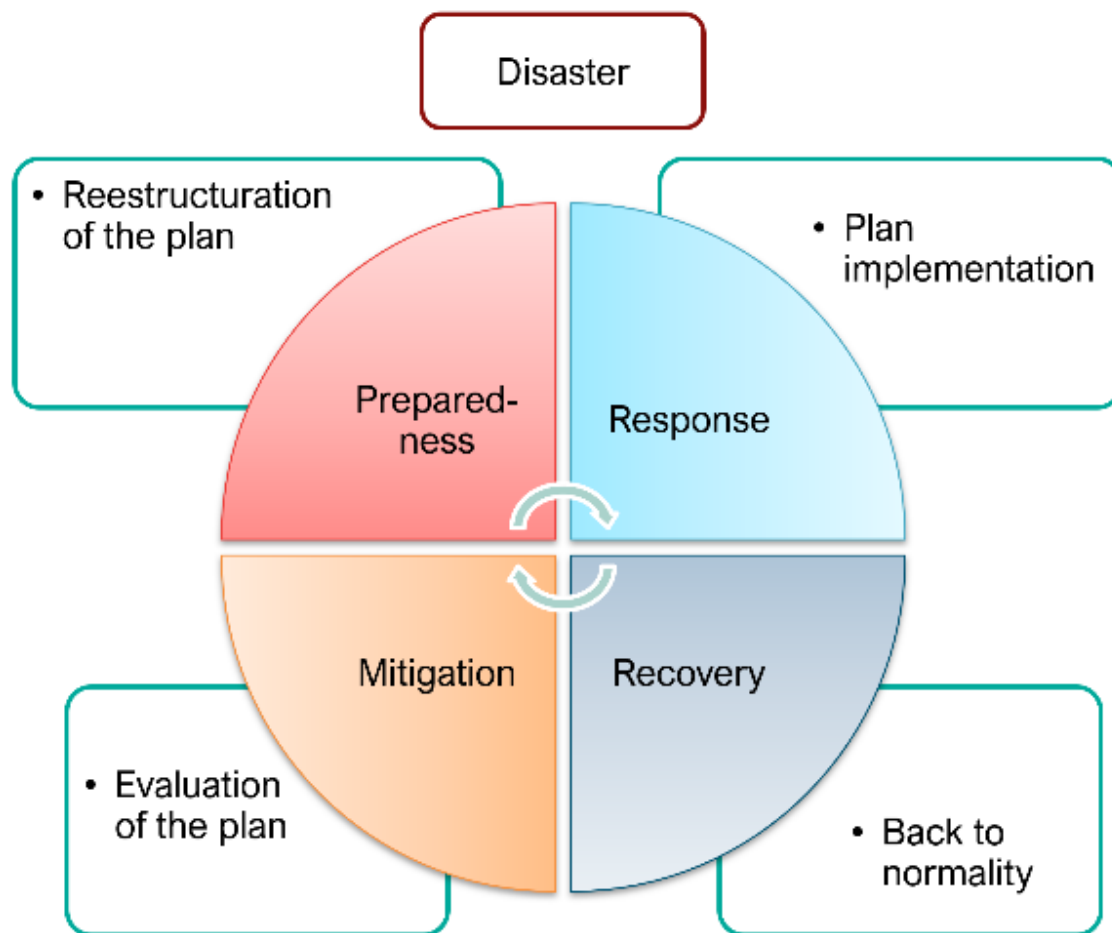 Disaster
• Reestructuration
of the plan
• Plan
implementation
Prepared-
ness
Response
Mitigation
Recovery
• Evaluation
of the plan
• Back to
normality